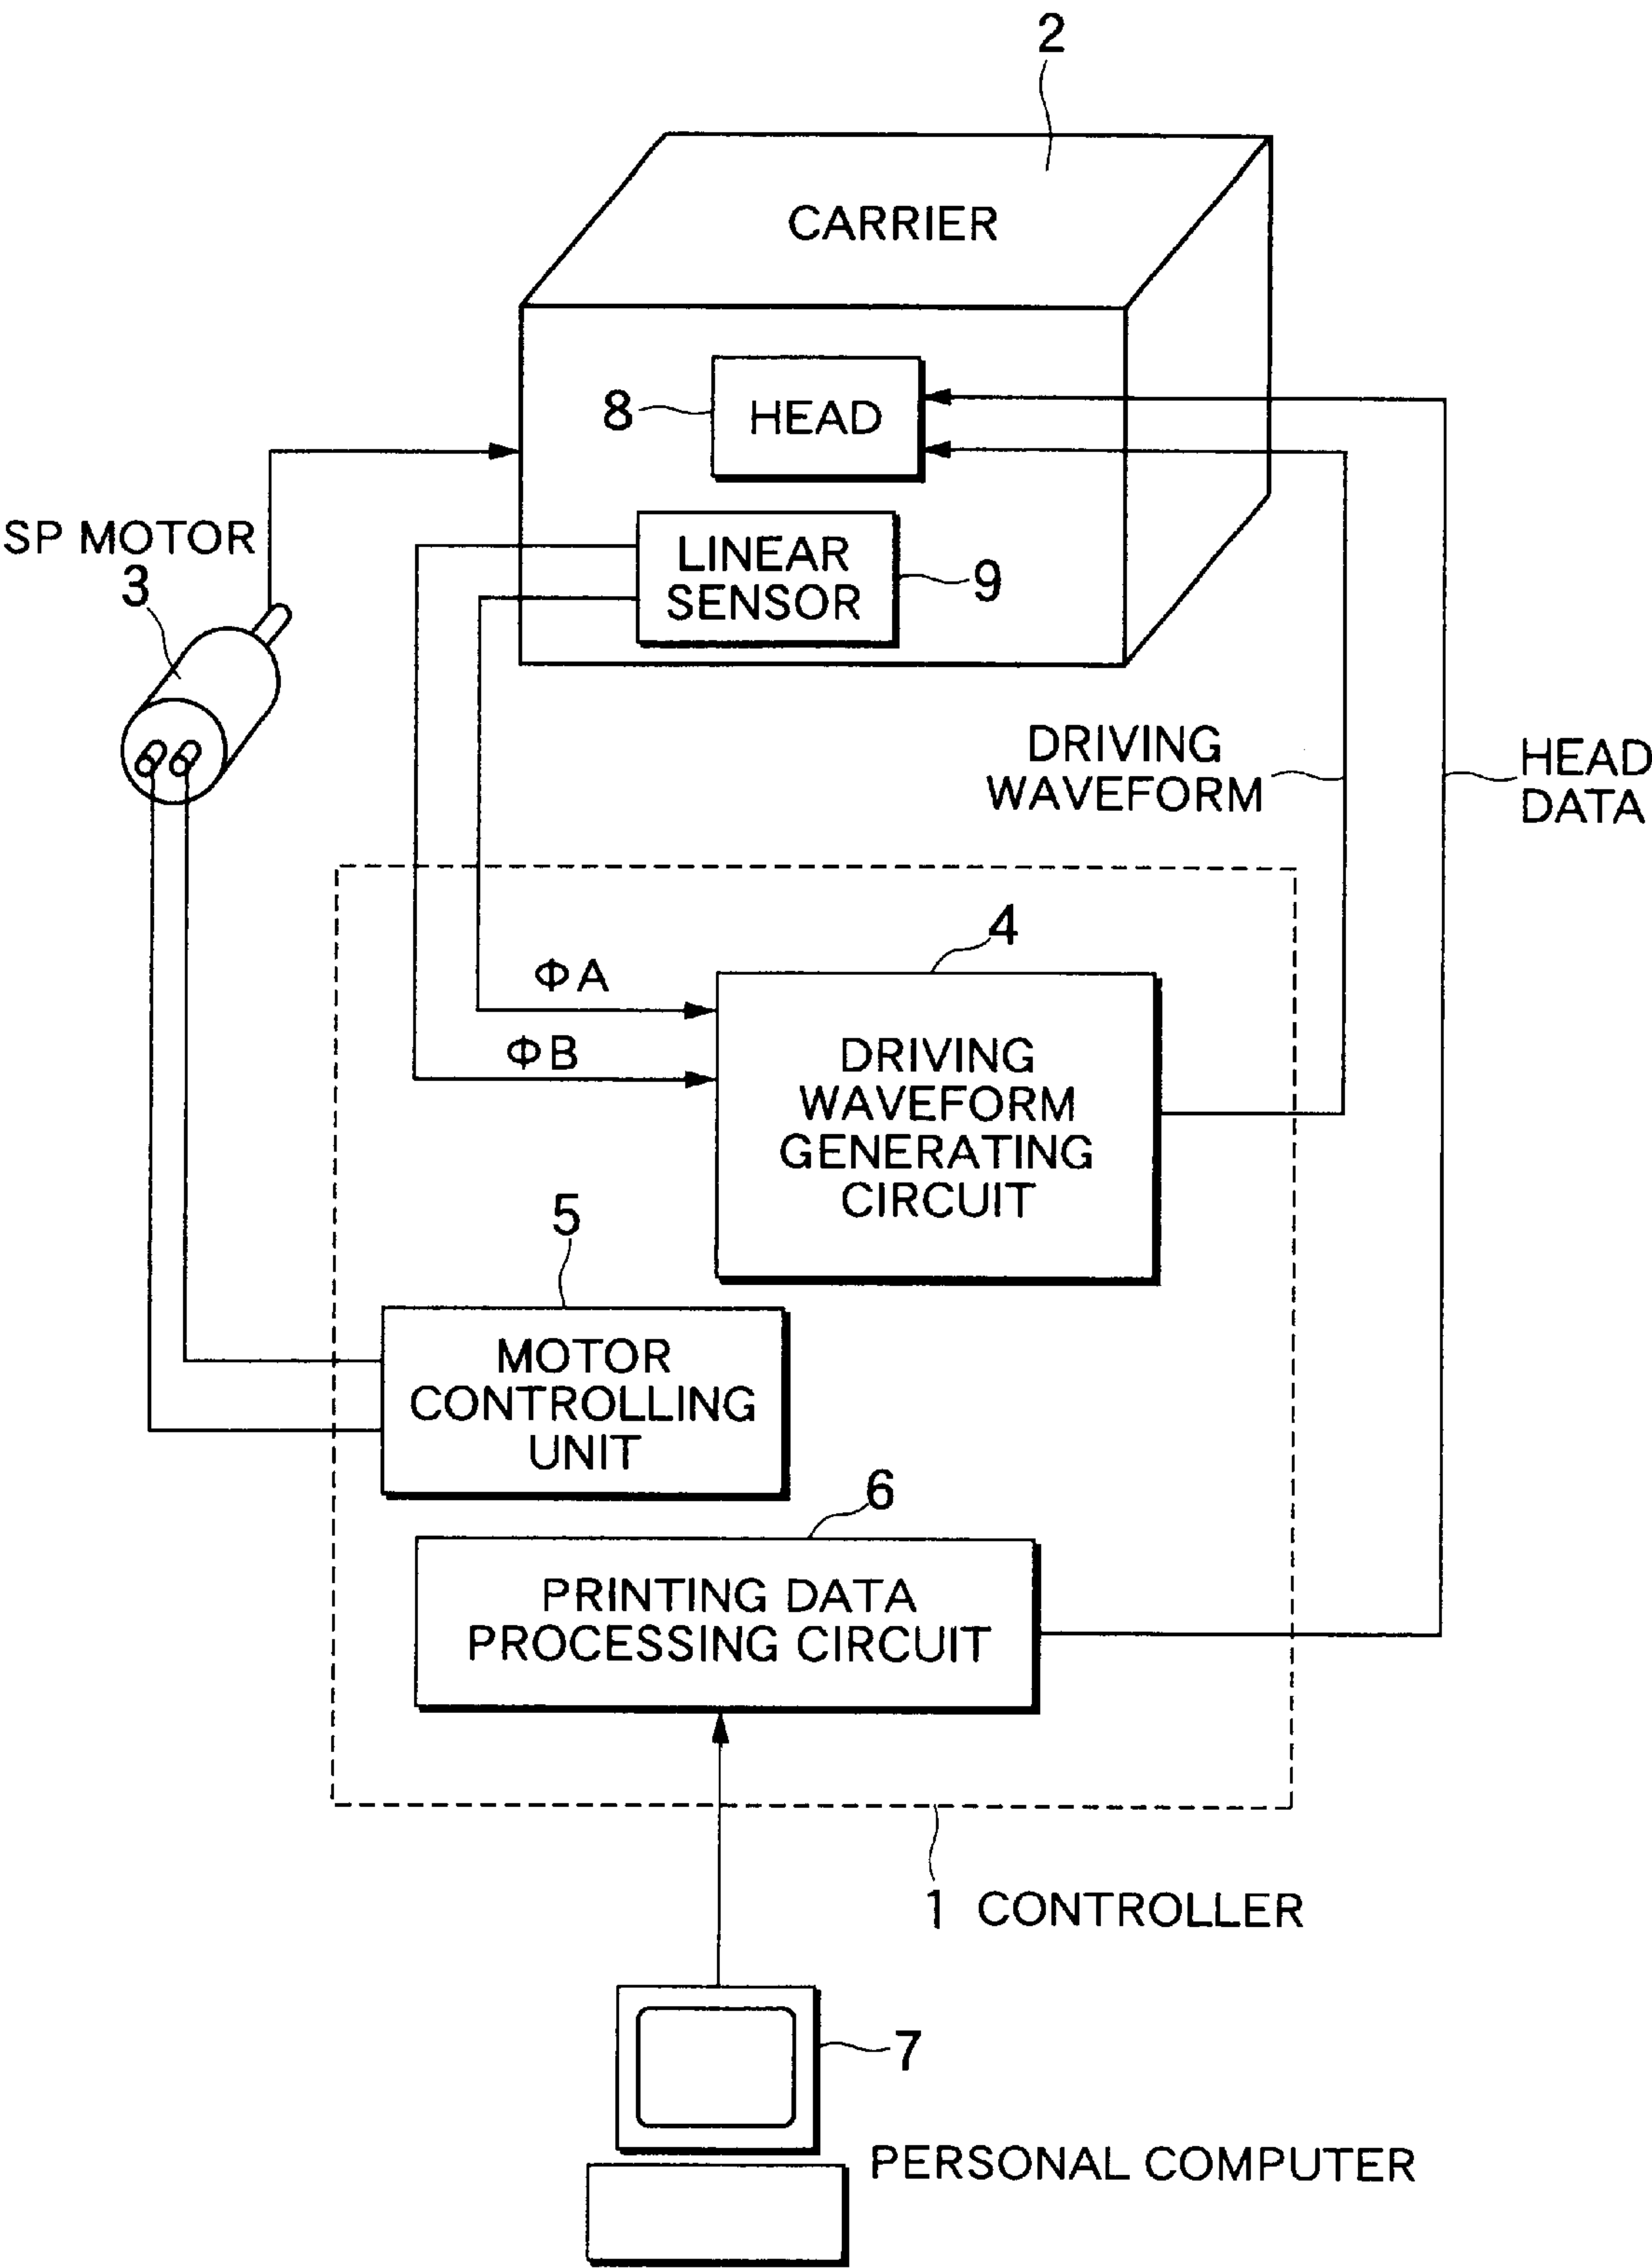 2
CARRIER
8
HEAD
SP MOTOR
3
LINEAR
SENSOR
9
DRIVING
WAVEFORM
HEAD
DATA
4
ΦA
ΦB
DRIVING
WAVEFORM
GENERATING
CIRCUIT
5
MOTOR
CONTROLLING
UNIT
6
PRINTING DATA
PROCESSING CIRCUIT
1 CONTROLLER
7
PERSONAL COMPUTER